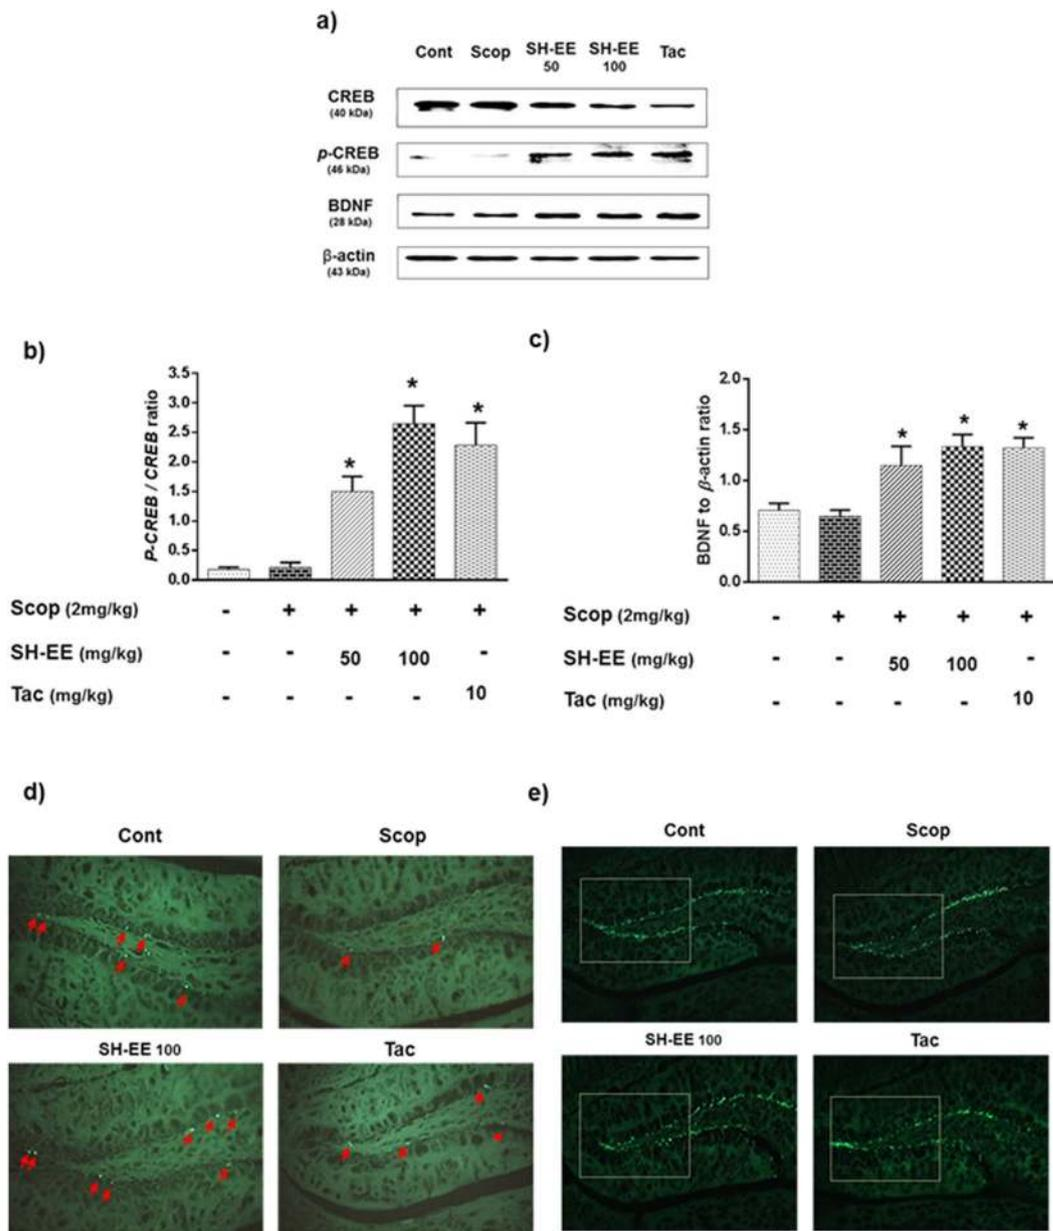 a)
Cont Scop SH-EE 50 SH-EE 100 Tac
CREB
(40 kDa)
p-CREB
(46 kDa)
BDNF
(28 kDa)
β-actin
(43 kDa)
b)
P-CREB / CREB ratio
3.5
3.0
2.5
2.0
1.5
1.0
0.5
0.0
* * *
Scop (2mg/kg) - + + + +
SH-EE (mg/kg) - - 50 100 -
Tac (mg/kg) - - - - 10
c)
BDNF to β-actin ratio
2.0
1.5
1.0
0.5
0.0
* * *
Scop (2mg/kg) - + + + +
SH-EE (mg/kg) - - 50 100 -
Tac (mg/kg) - - - - 10
d)
Cont Scop
SH-EE 100 Tac
e)
Cont Scop
SH-EE 100 Tac